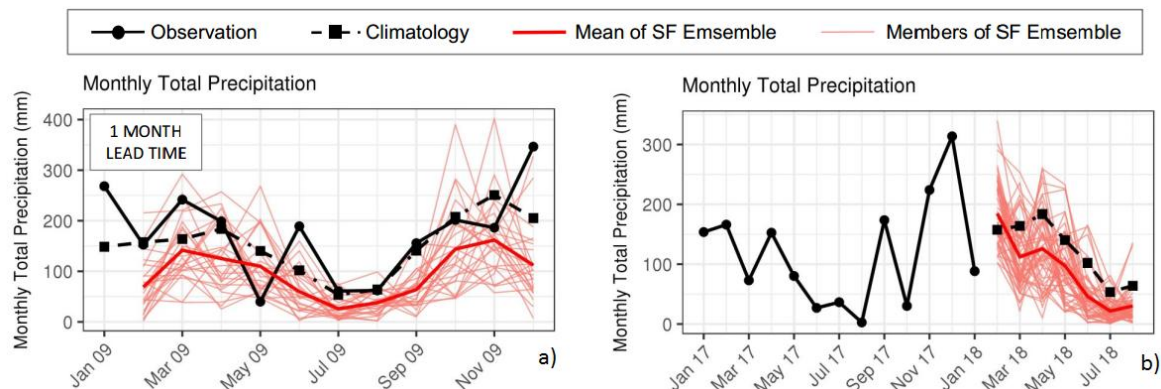 Observation Climatology Mean of SF Emsemble Members of SF Emsemble
Monthly Total Precipitation
Monthly Total Precipitation (mm)
400
300
200
100
0
1 MONTH
LEAD TIME
Jan 09
Mar 09
May 09
Jul 09
Sep 09
Nov 09
a)
Monthly Total Precipitation
Monthly Total Precipitation (mm)
300
200
100
0
Jan 17
Mar 17
May 17
Jul 17
Sep 17
Nov 17
Jan 18
Mar 18
May 18
Jul 18
b)